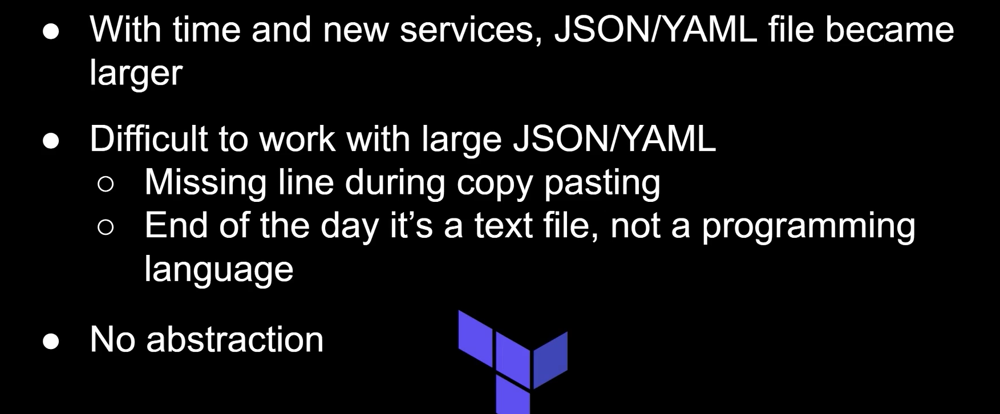 ● With time and new services, JSON/YAML file became
larger
● Difficult to work with large JSON/YAML
○ Missing line during copy pasting
○ End of the day it’s a text file, not a programming
language
● No abstraction